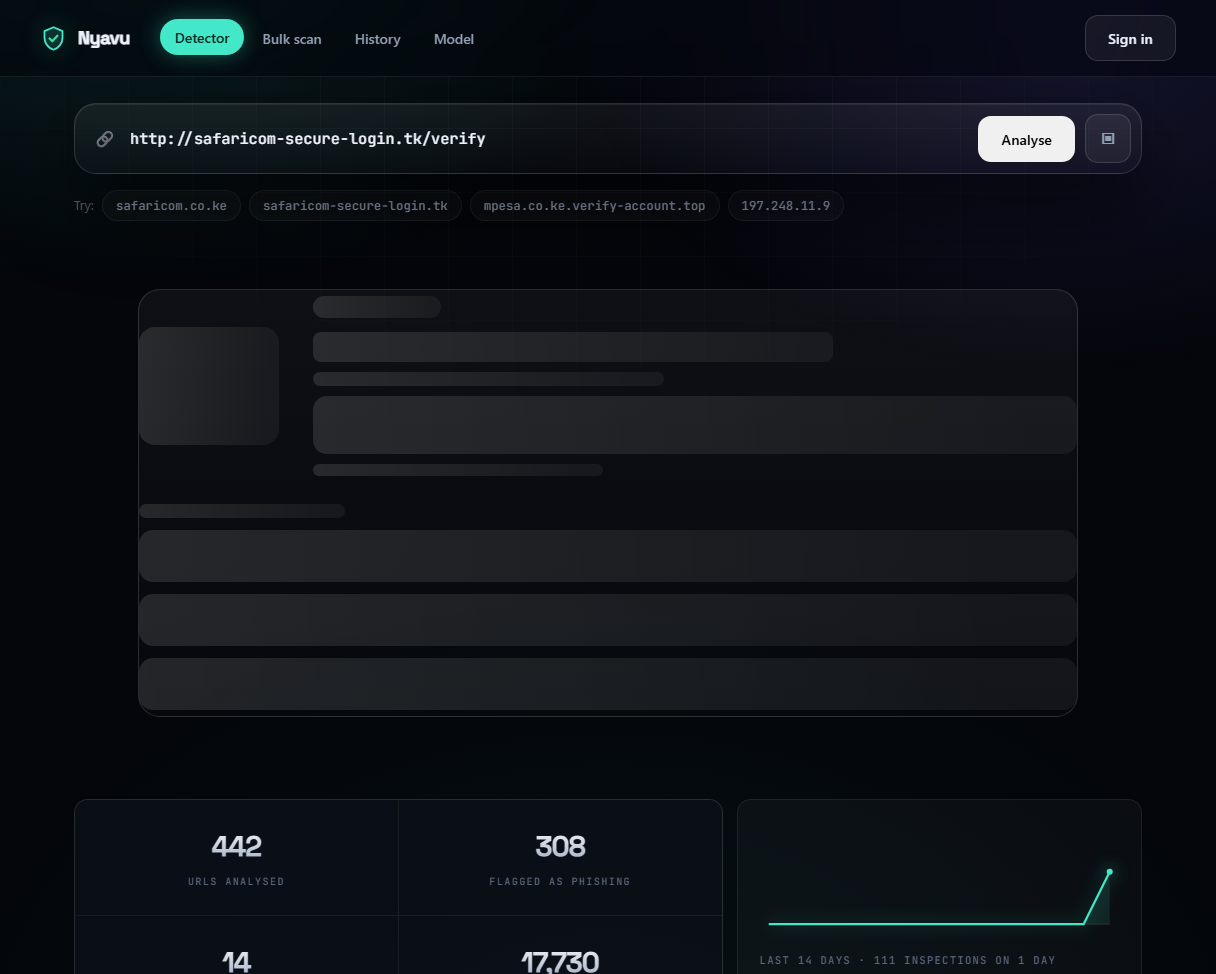 Nyavu
Detector
Bulk scan
History
Model
Sign in
http://safaricom-secure-login.tk/verify
Analyse
Try:
safaricom.co.ke
safaricom-secure-login.tk
mpesa.co.ke.verify-account.top
197.248.11.9
442
URLS ANALYSED
308
FLAGGED AS PHISHING
14
17,730
LAST 14 DAYS · 111 INSPECTIONS ON 1 DAY